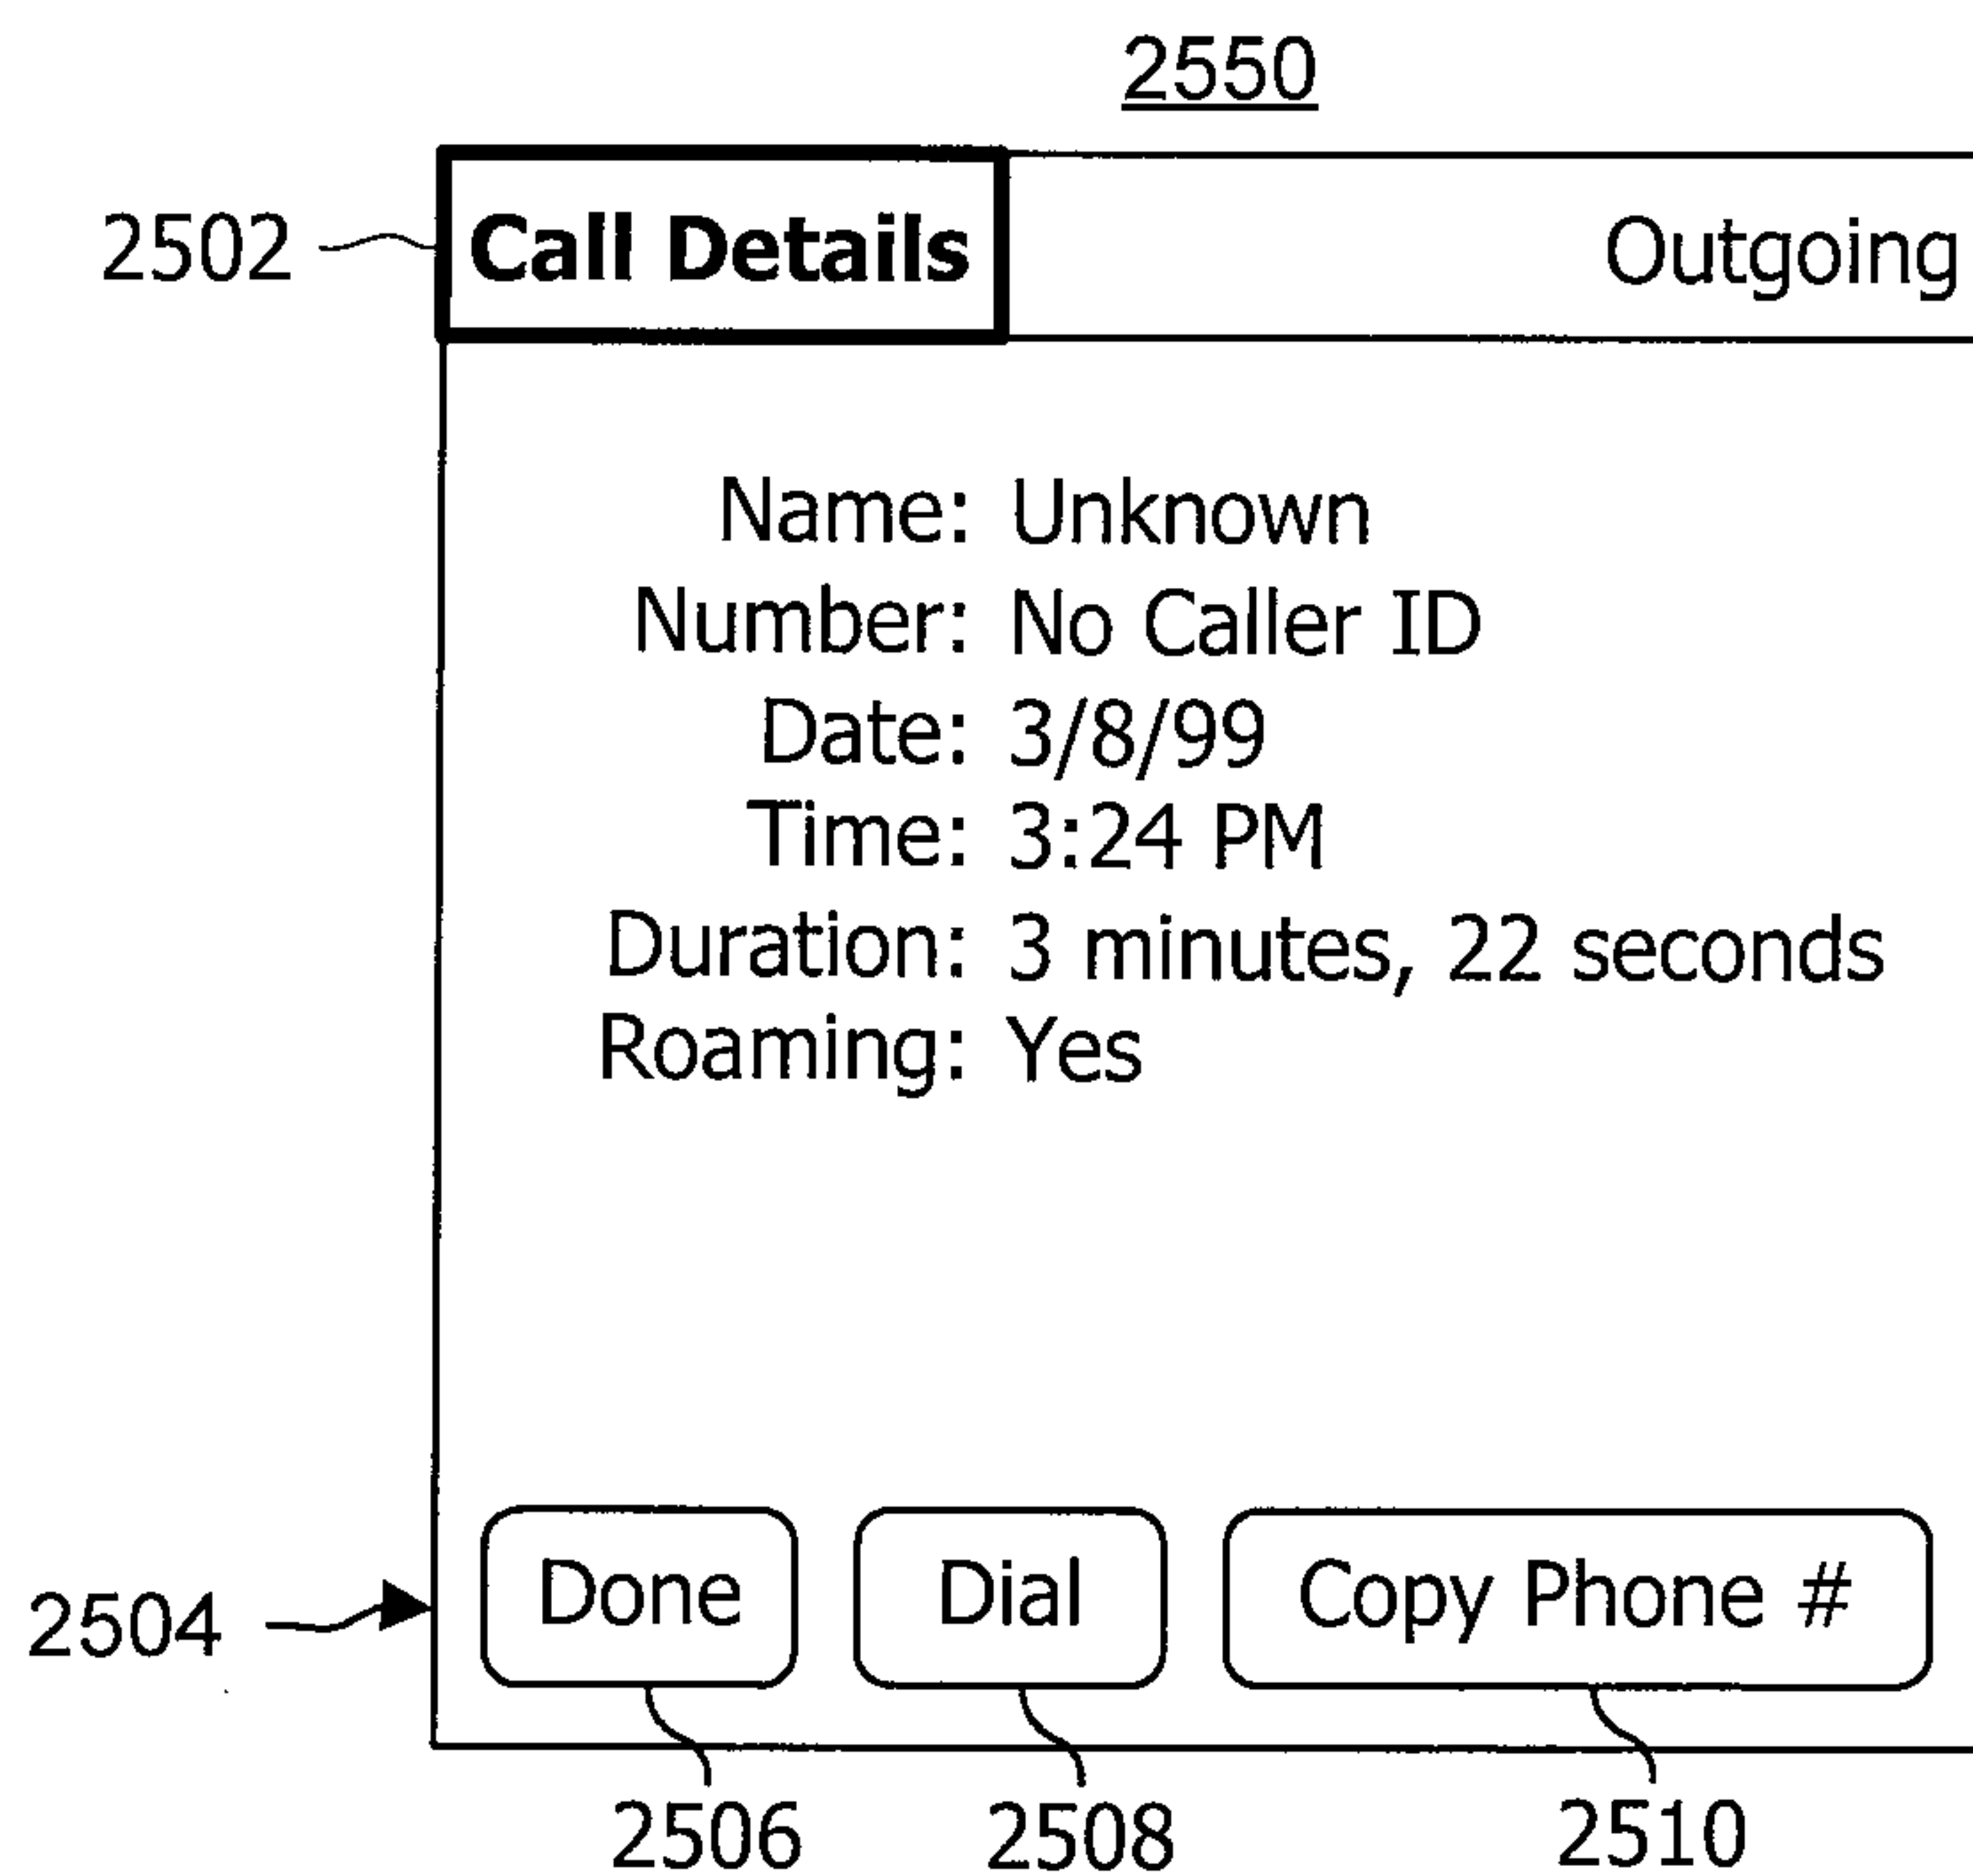 2550
2502 Call Details Outgoing
Name: Unknown
Number: No Caller ID
Date: 3/8/99
Time: 3:24 PM
Duration: 3 minutes, 22 seconds
Roaming: Yes
2504 Done Dial Copy Phone #
2506 2508 2510